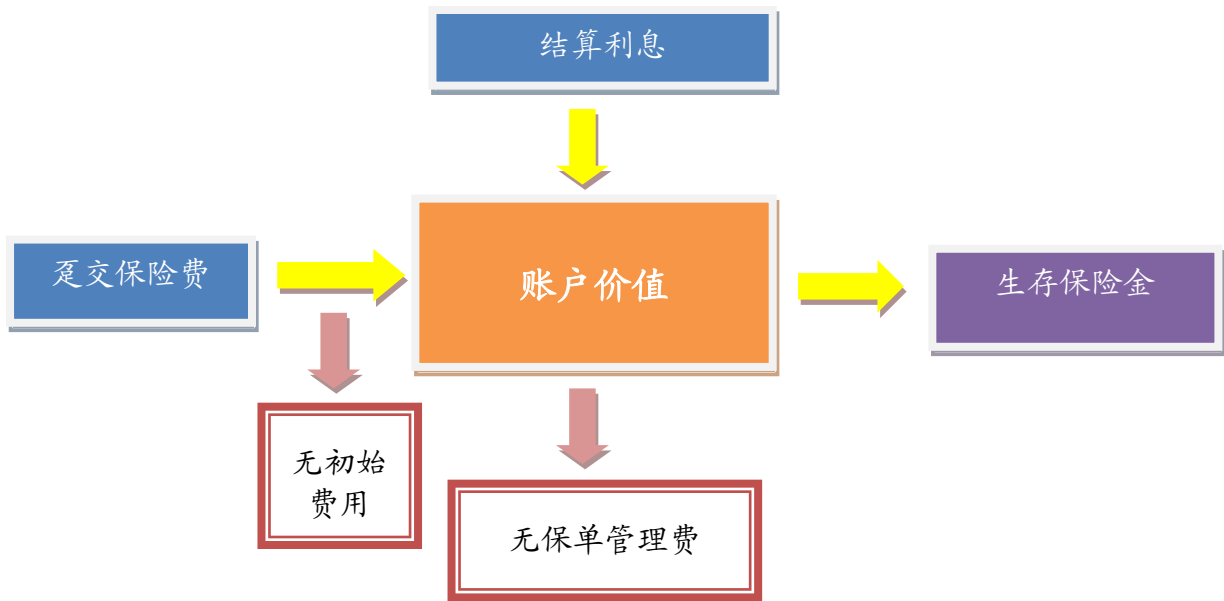 结算利息
趸交保险费
账户价值
生存保险金
无初始
费用
无保单管理费